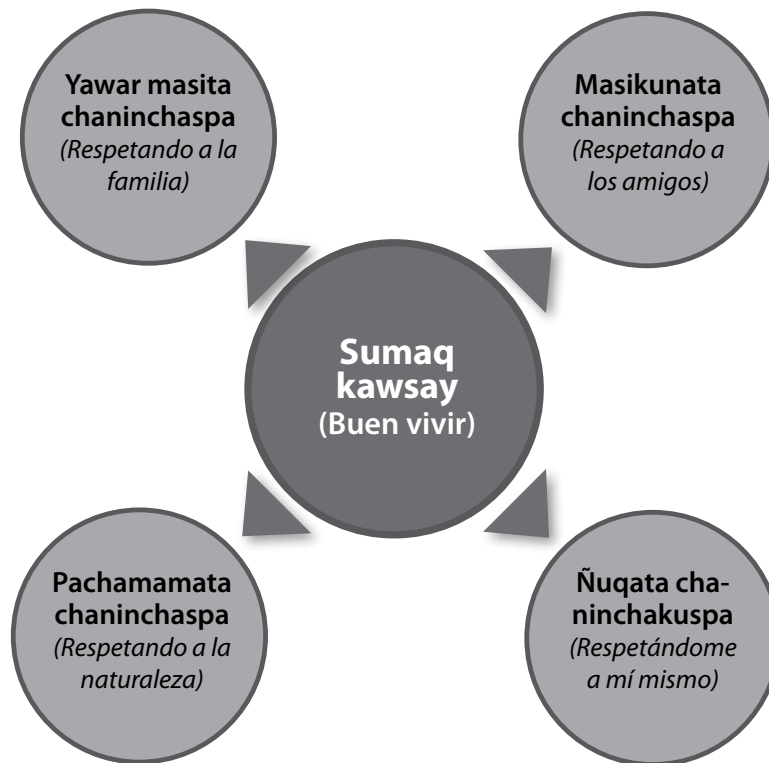 Yawar masita
chaninchaspa
(Respetando a la
familia)
Masikunata
chaninchaspa
(Respetando a
los amigos)
Sumaq
kawsay
(Buen vivir)
Pachamamata
chaninchaspa
(Respetando a la
naturaleza)
Ñuqata cha-
ninchakuspa
(Respetándome
a mí mismo)